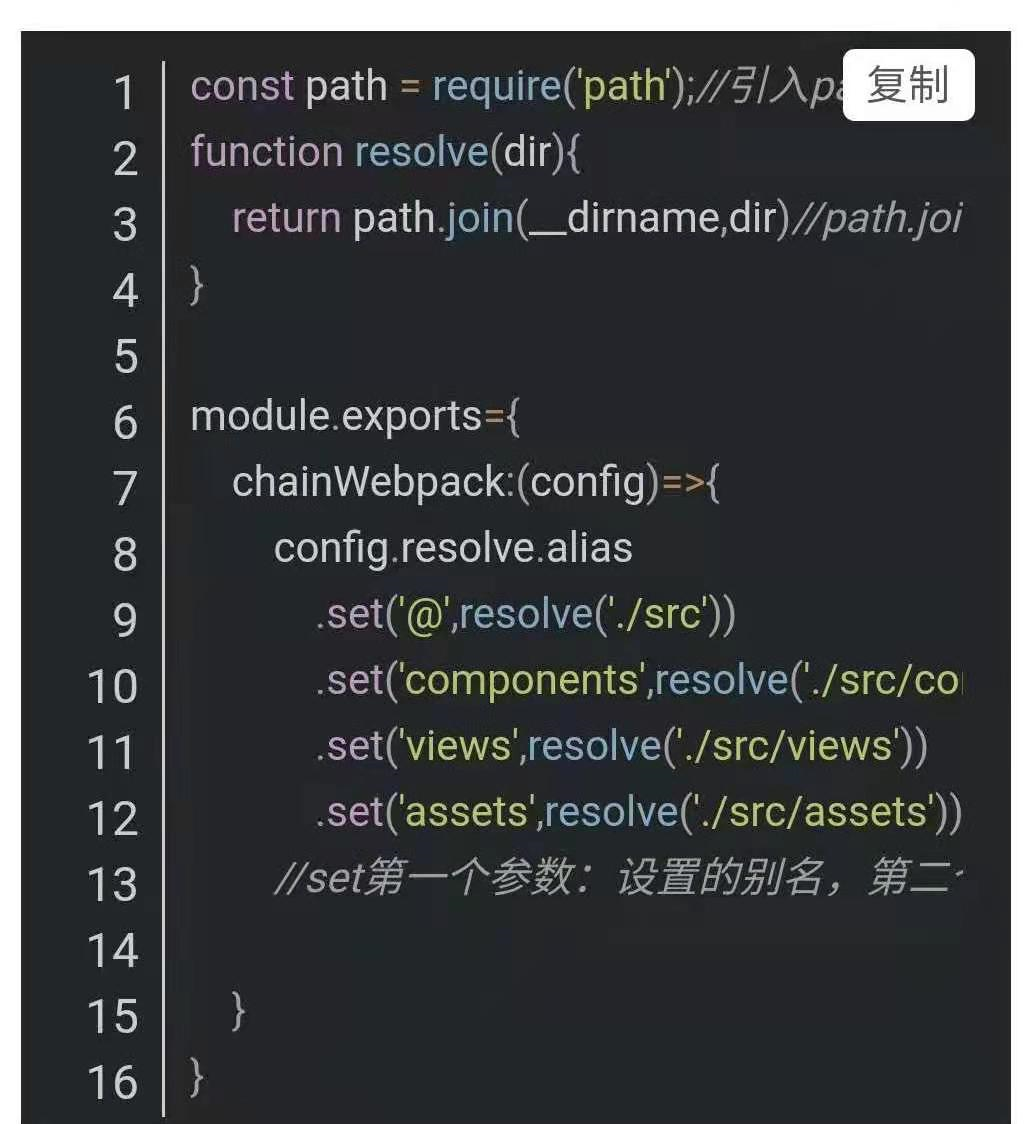 1 const path = require('path');//引入pa
复制
2 function resolve(dir){
3 return path.join(__dirname,dir)//path.joi
4 }
5
6 module.exports={
7 chainWebpack:(config)=>{
8 config.resolve.alias
9 .set('@',resolve('./src'))
10 .set('components',resolve('./src/co
11 .set('views',resolve('./src/views'))
12 .set('assets',resolve('./src/assets'))
13 //set第一个参数：设置的别名，第二
14
15 }
16 }